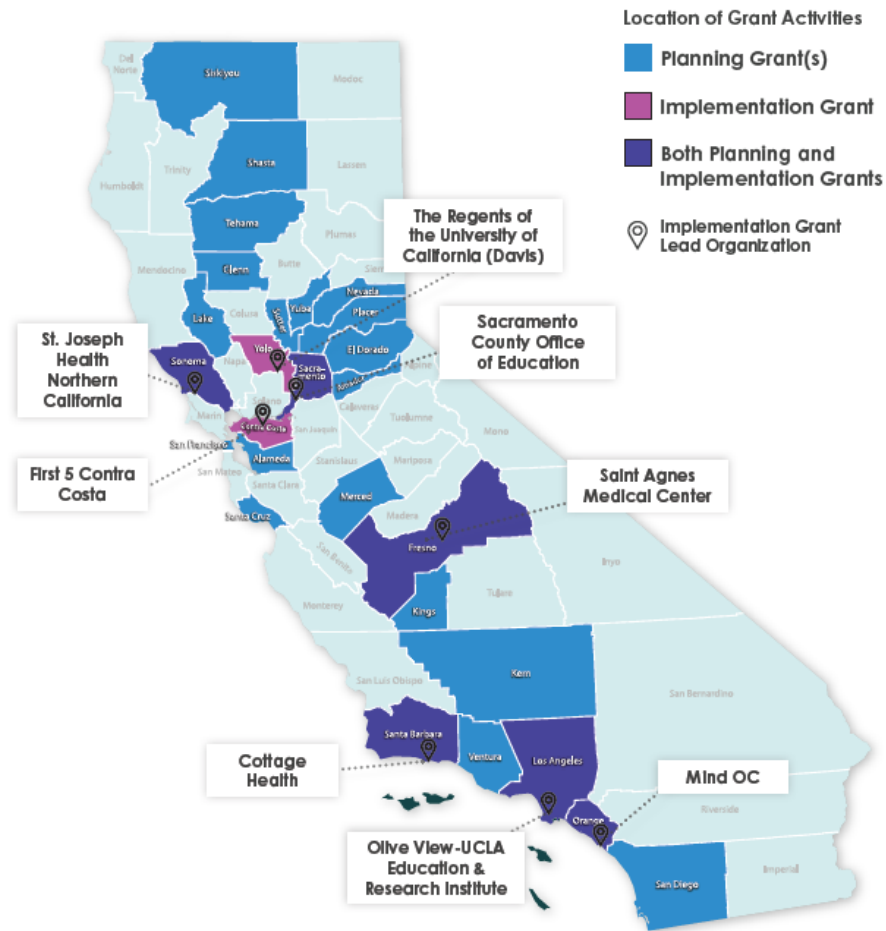 Location of Grant Activities
Planning Grant(s)
Implementation Grant
Both Planning and
Implementation Grants
Implementation Grant
Lead Organization
Del
Norte
Siskiyou
Modoc
Humboldt
Trinity
Shasta
Lassen
Tehama
Plumas
Mendocino
Glenn
Butte
Sierra
Colusa
Lake
Sutter
Yuba
Nevada
Placer
El Dorado
Yolo
Sonoma
Napa
Sacra-
mento
Amador
Alpine
Solano
Marin
Calaveras
Tuolumne
Mono
Contra Costa
San Joaquin
San Francisco
Alameda
San Mateo
Santa Clara
Stanislaus
Mariposa
Santa Cruz
Merced
Madera
San Benito
Fresno
Inyo
Monterey
Kings
Tulare
San Luis Obispo
Kern
San Bernardino
Santa Barbara
Ventura
Los Angeles
Orange
Riverside
San Diego
Imperial
The Regents of
the University of
California (Davis)
Sacramento
County Office
of Education
St. Joseph
Health
Northern
California
First 5 Contra
Costa
Saint Agnes
Medical Center
Cottage
Health
Mind OC
Olive View-UCLA
Education &
Research Institute